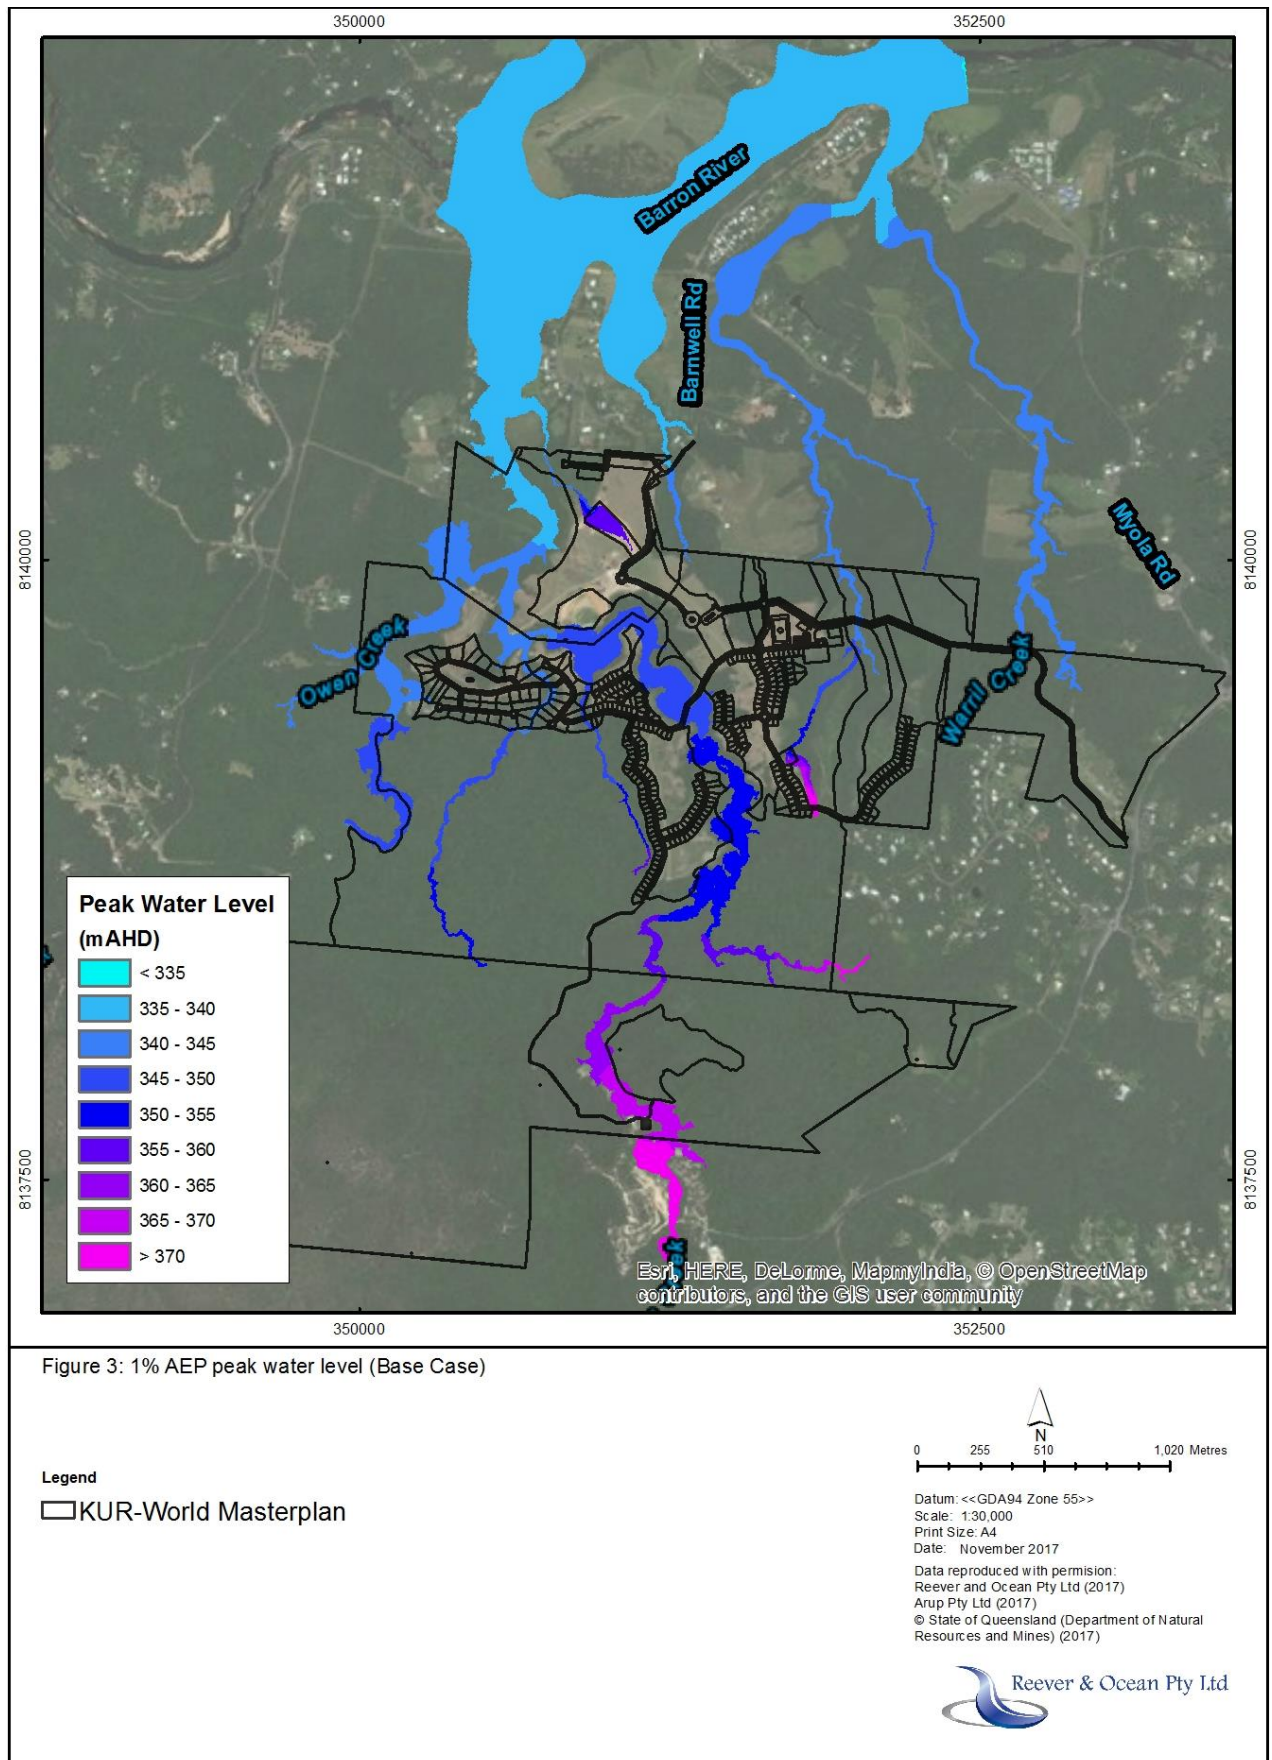 350000
352500
Barron River
Barnwell Rd
Myola Rd
8140000
8140000
Owen Creek
Warril Creek
Peak Water Level
(mAHD)
< 335
335 - 340
340 - 345
345 - 350
350 - 355
355 - 360
360 - 365
365 - 370
> 370
8137500
8137500
Esri, HERE, DeLorme, MapmyIndia, © OpenStreetMap
contributors, and the GIS user community
350000
352500
Figure 3: 1% AEP peak water level (Base Case)
N
0 255 510 1,020 Metres
Legend
KUR-World Masterplan
Datum: <<GDA94 Zone 55>>
Scale: 1:30,000
Print Size: A4
Date: November 2017
Data reproduced with permision:
Reever and Ocean Pty Ltd (2017)
Arup Pty Ltd (2017)
© State of Queensland (Department of Natural
Resources and Mines) (2017)
Reever & Ocean Pty Ltd